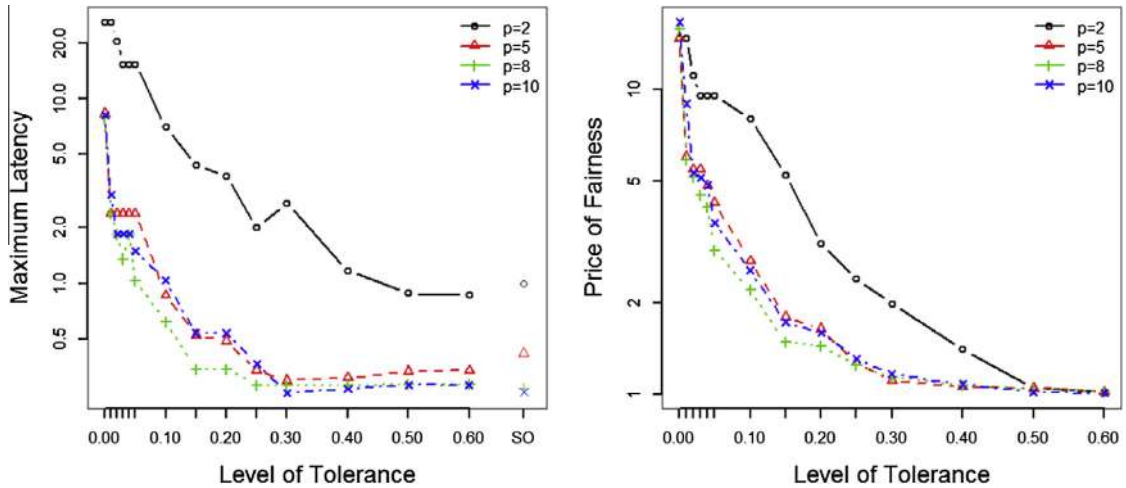 Maximum Latency
20.0
10.0
5.0
2.0
1.0
0.5
p=2
p=5
p=8
p=10
0.00 0.10 0.20 0.30 0.40 0.50 0.60 SO
Level of Tolerance
Price of Fairness
10
5
2
1
p=2
p=5
p=8
p=10
0.00 0.10 0.20 0.30 0.40 0.50 0.60
Level of Tolerance